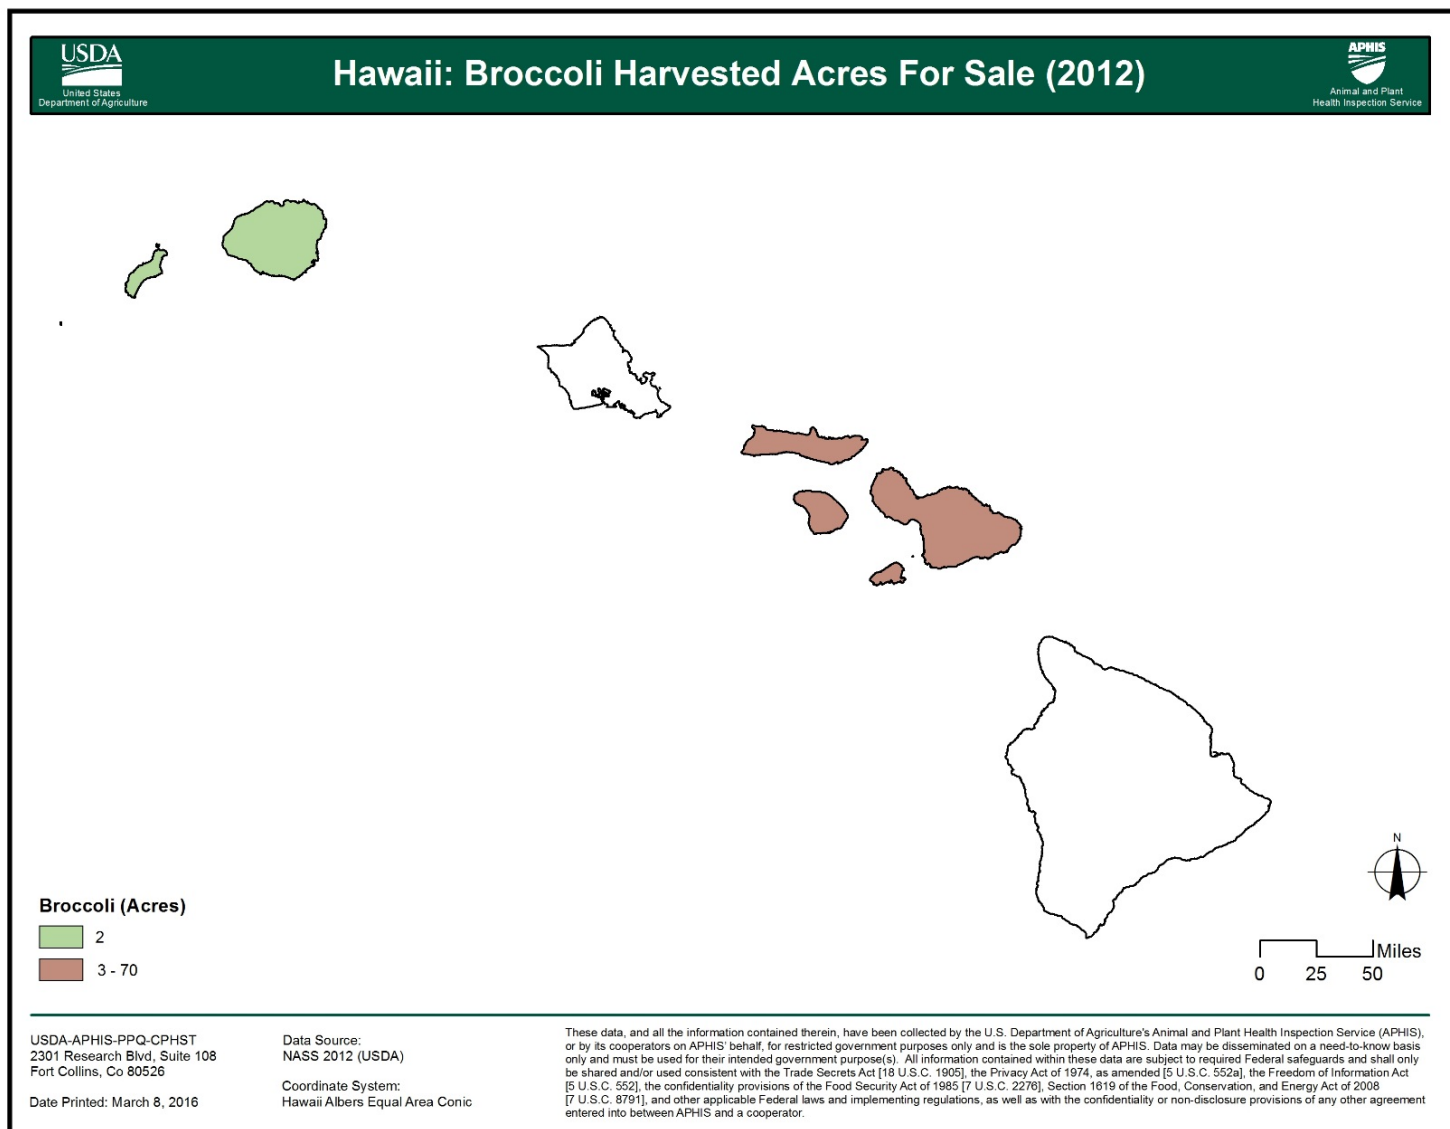 USDA
United States
Department of Agriculture
Hawaii: Broccoli Harvested Acres For Sale (2012)
APHIS
Animal and Plant
Health Inspection Service
Broccoli (Acres)
2
3 - 70
N
Miles
0 25 50
USDA-APHIS-PPQ-CPHST
2301 Research Blvd, Suite 108
Fort Collins, Co 80526
Date Printed: March 8, 2016
Data Source:
NASS 2012 (USDA)
Coordinate System:
Hawaii Albers Equal Area Conic
These data, and all the information contained therein, have been collected by the U.S. Department of Agriculture's Animal and Plant Health Inspection Service (APHIS),
or by its cooperators on APHIS' behalf, for restricted government purposes only and is the sole property of APHIS. Data may be disseminated on a need-to-know basis
only and must be used for their intended government purpose(s). All information contained within these data are subject to required Federal safeguards and shall only
be shared and/or used consistent with the Trade Secrets Act [18 U.S.C. 1905], the Privacy Act of 1974, as amended [5 U.S.C. 552a], the Freedom of Information Act
[5 U.S.C. 552], the confidentiality provisions of the Food Security Act of 1985 [7 U.S.C. 2276], Section 1619 of the Food, Conservation, and Energy Act of 2008
[7 U.S.C. 8791], and other applicable Federal laws and implementing regulations, as well as with the confidentiality or non-disclosure provisions of any other agreement
entered into between APHIS and a cooperator.